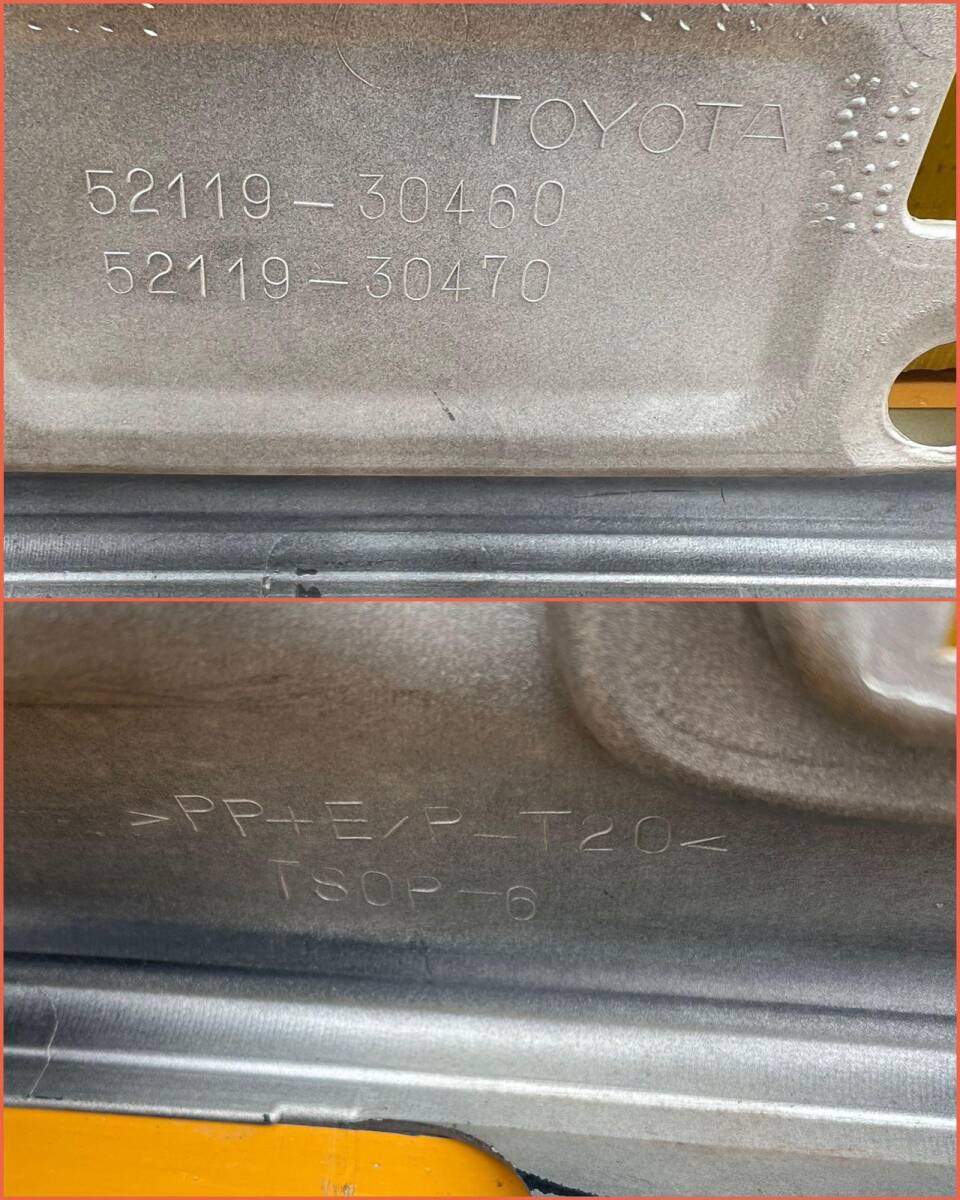 TOYOTA
52119-30460
52119-30470
>PP+E/P-T20<
TSOP-6